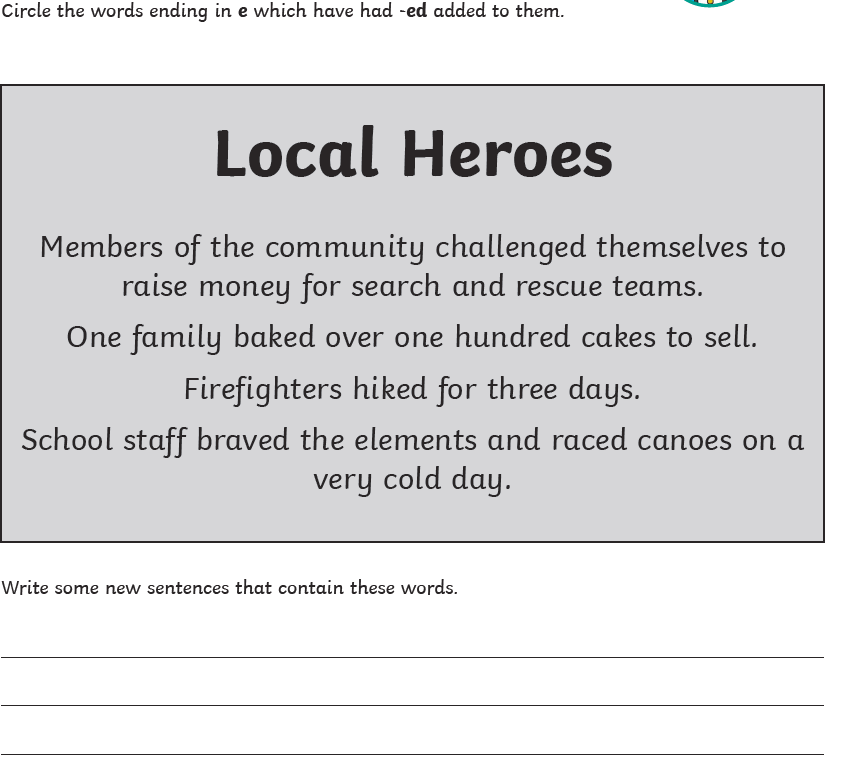 Circle the words ending in e which have had -ed added to them.
Local Heroes
Members of the community challenged themselves to
raise money for search and rescue teams.
One family baked over one hundred cakes to sell.
Firefighters hiked for three days.
School staff braved the elements and raced canoes on a
very cold day.
Write some new sentences that contain these words.